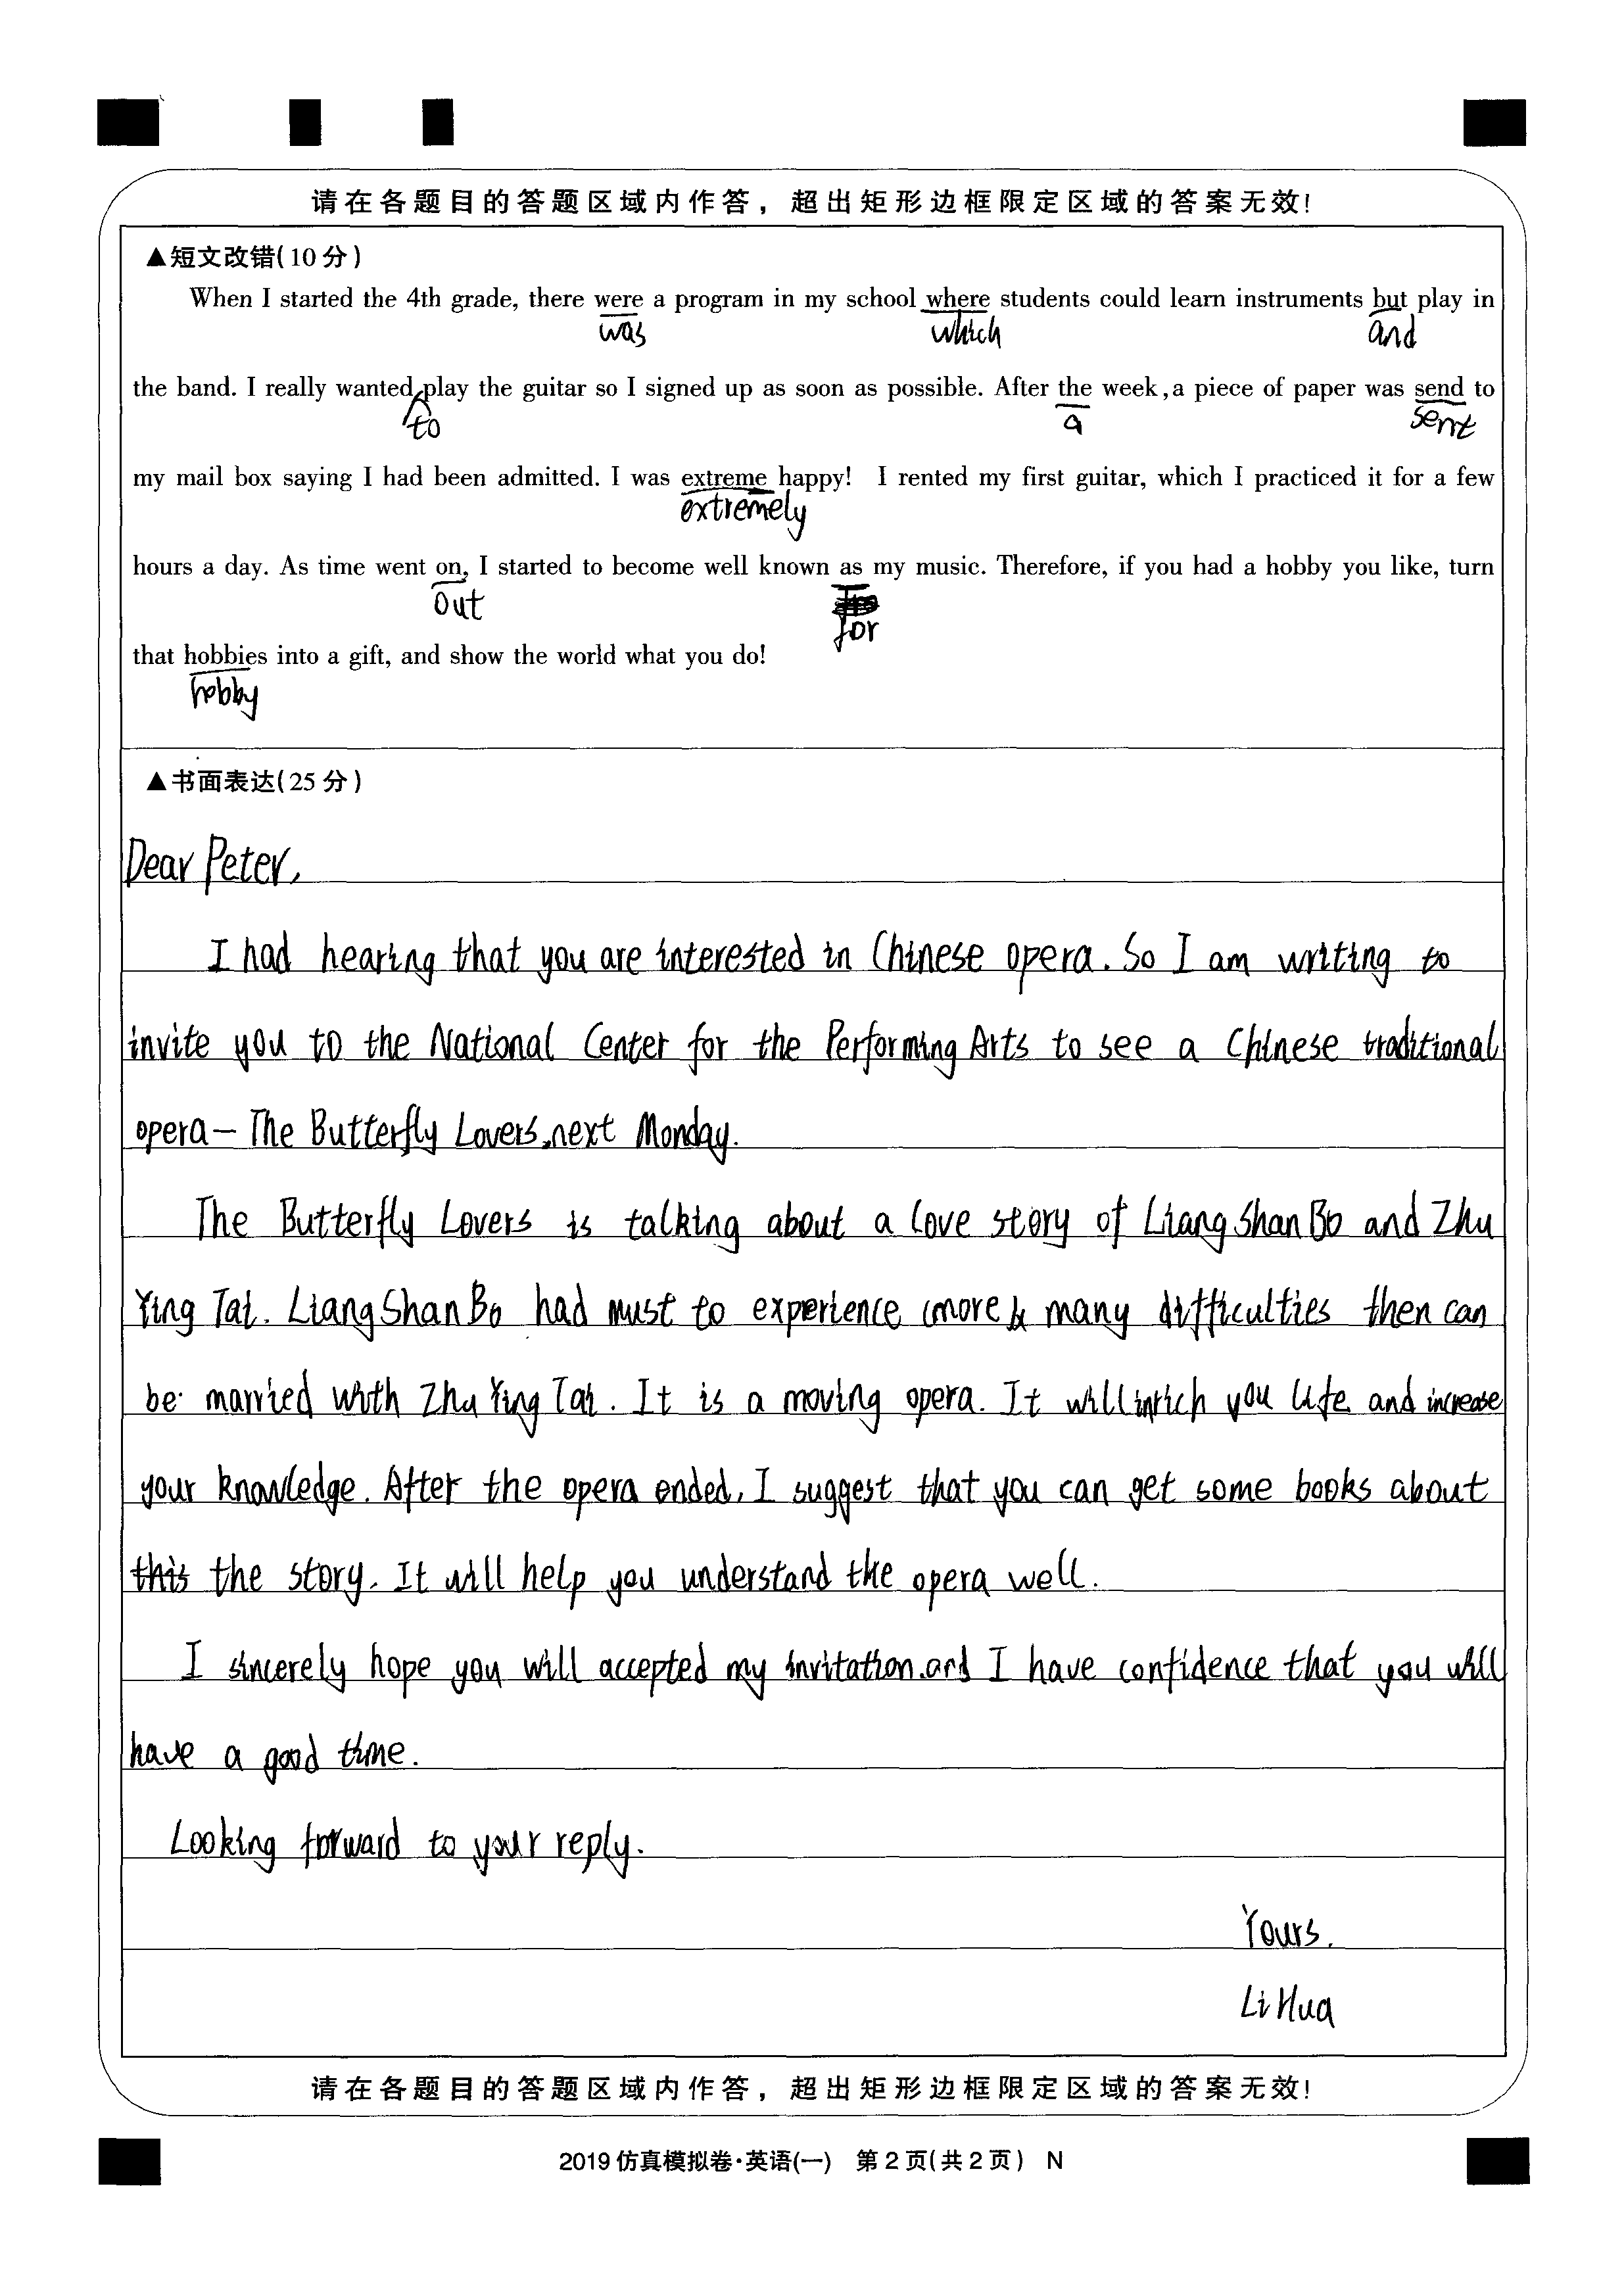 请在各题目的答题区域内作答，超出矩形边框限定区域的答案无效！
▲短文改错(10分)
When I started the 4th grade, there were a program in my school where students could learn instruments but play in
was which and
the band. I really wanted play the guitar so I signed up as soon as possible. After the week, a piece of paper was send to
to a sent
my mail box saying I had been admitted. I was extreme happy! I rented my first guitar, which I practiced it for a few
extremely
hours a day. As time went on, I started to become well known as my music. Therefore, if you had a hobby you like, turn
out for
that hobbies into a gift, and show the world what you do!
hobby
▲书面表达(25分)
Dear Peter,
I had hearing that you are interested in Chinese opera. So I am writing to
invite you to the National Center for the Performing Arts to see a Chinese traditional
opera— The Butterfly Lovers, next Monday.
The Butterfly Lovers is talking about a love story of Liang Shan Bo and Zhu
Ying Tai. Liang Shan Bo had must to experience more many difficulties then can
be married with Zhu Ying Tai. It is a moving opera. It will inrich you life and increase
your knowledge. After the opera ended, I suggest that you can get some books about
this the story. It will help you understand the opera well.
I sincerely hope you will accepted my invitation. and I have confidence that you will
have a good time.
Looking forward to your reply.
Yours.
Li Hua
请在各题目的答题区域内作答，超出矩形边框限定区域的答案无效！
2019仿真模拟卷·英语(一) 第2页(共2页) N